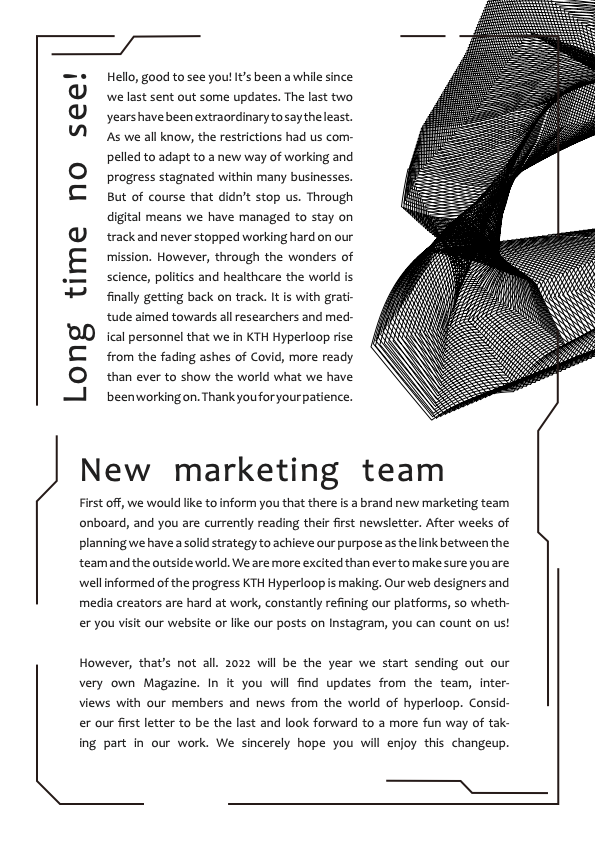 Long time no see!
Hello, good to see you! It's been a while since
we last sent out some updates. The last two
years have been extraordinary to say the least.
As we all know, the restrictions had us com-
pelled to adapt to a new way of working and
progress stagnated within many businesses.
But of course that didn't stop us. Through
digital means we have managed to stay on
track and never stopped working hard on our
mission. However, through the wonders of
science, politics and healthcare the world is
finally getting back on track. It is with grati-
tude aimed towards all researchers and med-
ical personnel that we in KTH Hyperloop rise
from the fading ashes of Covid, more ready
than ever to show the world what we have
been working on. Thank you for your patience.
New marketing team
First off, we would like to inform you that there is a brand new marketing team
onboard, and you are currently reading their first newsletter. After weeks of
planning we have a solid strategy to achieve our purpose as the link between the
team and the outside world. We are more excited than ever to make sure you are
well informed of the progress KTH Hyperloop is making. Our web designers and
media creators are hard at work, constantly refining our platforms, so wheth-
er you visit our website or like our posts on Instagram, you can count on us!
However, that's not all. 2022 will be the year we start sending out our
very own Magazine. In it you will find updates from the team, inter-
views with our members and news from the world of hyperloop. Consid-
er our first letter to be the last and look forward to a more fun way of tak-
ing part in our work. We sincerely hope you will enjoy this changeup.